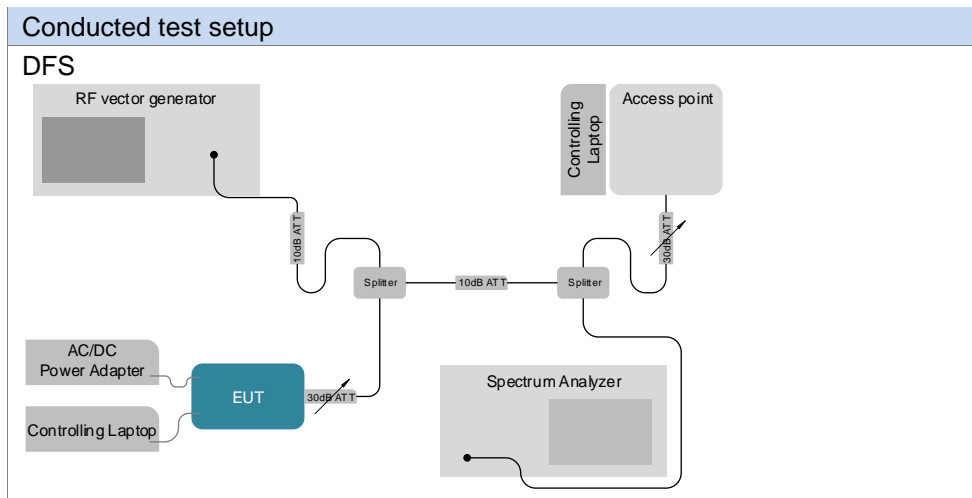 Conducted test setup
DFS
RF vector generator
Controlling
Laptop
Access point
10dB ATT
30dB ATT
Splitter
10dB ATT
Splitter
AC/DC
Power Adapter
EUT
30dB ATT
Controlling Laptop
Spectrum Analyzer